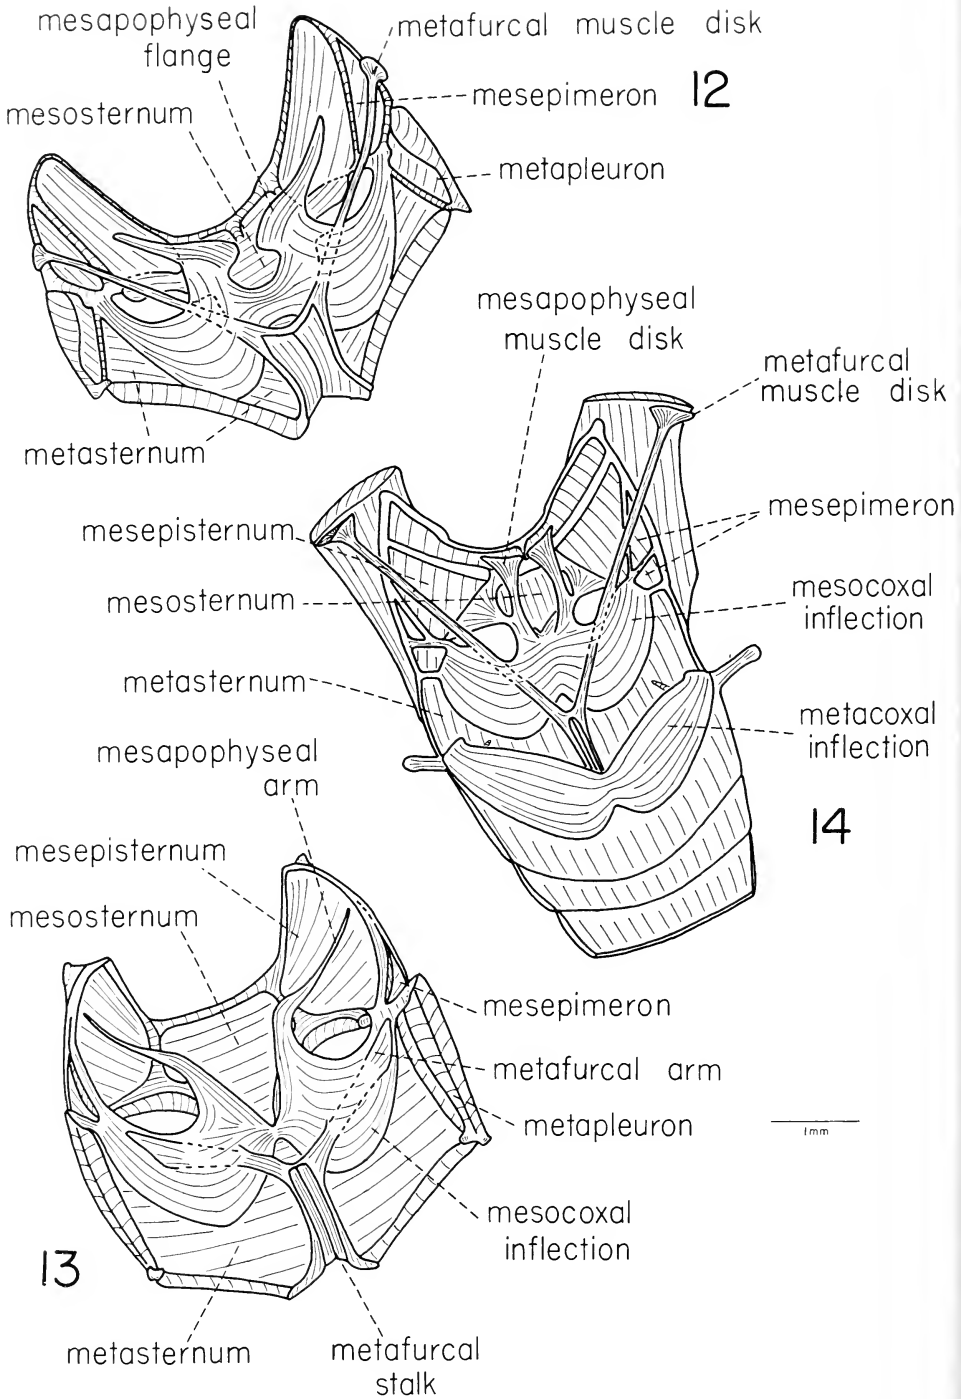 mesapophyseal
flange
metafurcal muscle disk
mesepimeron
12
mesosternum
metapleuron
metasternum
mesapophyseal
muscle disk
metafurcal
muscle disk
mesepisternum
mesepimeron
mesosternum
mesocoxal
inflection
metasternum
metacoxal
inflection
14
mesapophyseal
arm
mesepisternum
mesosternum
mesepimeron
metafurcal arm
metapleuron
1mm
mesocoxal
inflection
13
metasternum
metafurcal
stalk